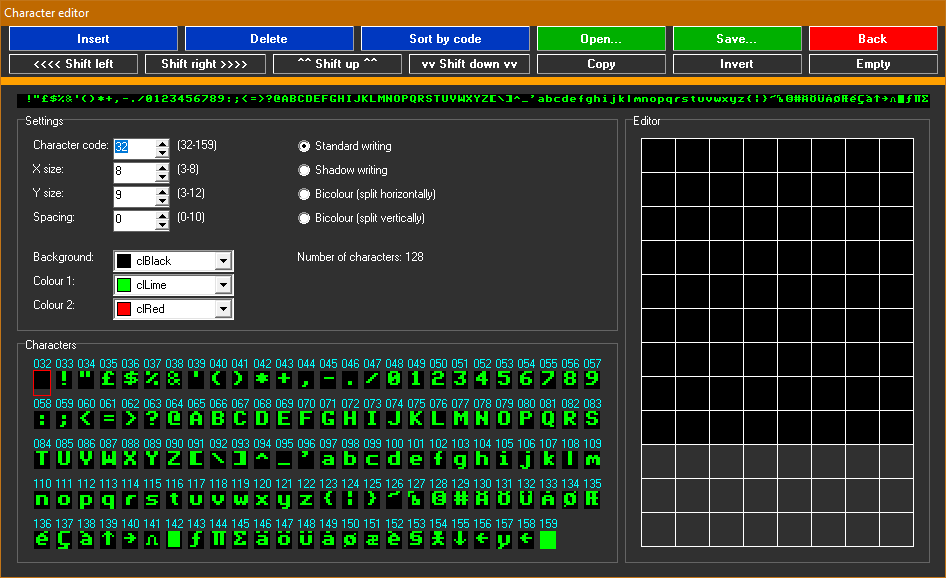 Character editor
Insert Delete Sort by code Open... Save... Back
<<<< Shift left Shift right >>>> ^^ Shift up ^^ vv Shift down vv Copy Invert Empty
!"£$%&'()*+,-./0123456789:;<=>?@ABCDEFGHIJKLMNOPQRSTUVWXYZ[\]^_'abcdefghijklmnopqrstuvwxyz{¦}~
Settings
Character code: 32 (32-159)
X size: 8 (3-8)
Y size: 9 (3-12)
Spacing: 0 (0-10)
Background: clBlack
Colour 1: clLime
Colour 2: clRed
Standard writing
Shadow writing
Bicolour (split horizontally)
Bicolour (split vertically)
Number of characters: 128
Editor
Characters
032 033 034 035 036 037 038 039 040 041 042 043 044 045 046 047 048 049 050 051 052 053 054 055 056 057
! " £ $ % & ' ( ) * + , - . / 0 1 2 3 4 5 6 7 8 9
058 059 060 061 062 063 064 065 066 067 068 069 070 071 072 073 074 075 076 077 078 079 080 081 082 083
: ; < = > ? @ A B C D E F G H I J K L M N O P Q R S
084 085 086 087 088 089 090 091 092 093 094 095 096 097 098 099 100 101 102 103 104 105 106 107 108 109
T U V W X Y Z [ \ ] ^ _ ' a b c d e f g h i j k l m
110 111 112 113 114 115 116 117 118 119 120 121 122 123 124 125 126 127 128 129 130 131 132 133 134 135
n o p q r s t u v w x y z { ¦ } ~ # Ä Ö Ü Å Ø Æ
136 137 138 139 140 141 142 143 144 145 146 147 148 149 150 151 152 153 154 155 156 157 158 159
é Ç à ↑ → ƒ Π Σ ä ö ü å ø æ è § ↓ ← µ ←